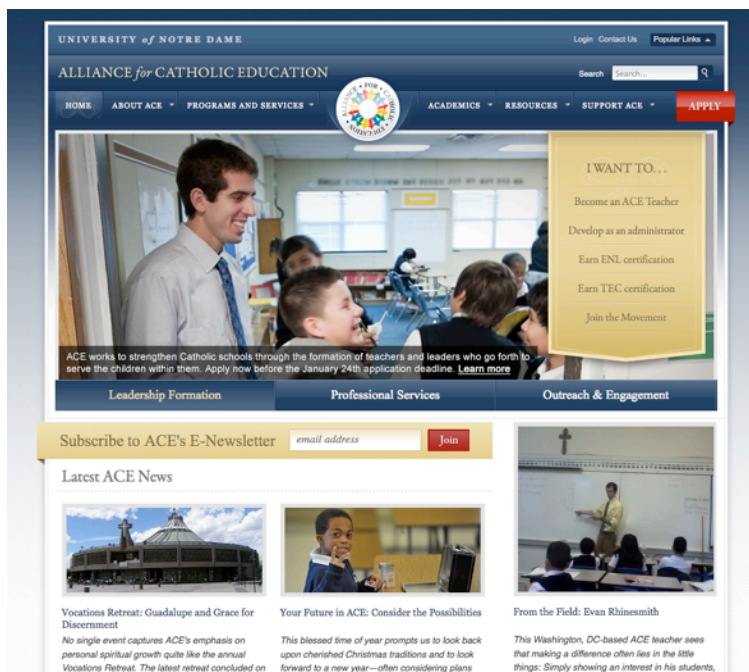 UNIVERSITY of NOTRE DAME
Login Contact Us Popular Links
ALLIANCE for CATHOLIC EDUCATION
Search Search...
HOME ABOUT ACE PROGRAMS AND SERVICES ACADEMICS RESOURCES SUPPORT ACE APPLY
ALLIANCE · FOR · CATHOLIC EDUCATION
I WANT TO...
Become an ACE Teacher
Develop as an administrator
Earn ENL certification
Earn TEC certification
Join the Movement
ACE works to strengthen Catholic schools through the formation of teachers and leaders who go forth to
serve the children within them. Apply now before the January 24th application deadline. Learn more
Leadership Formation Professional Services Outreach & Engagement
Subscribe to ACE's E-Newsletter email address Join
Latest ACE News
Vocations Retreat: Guadalupe and Grace for
Discernment
No single event captures ACE's emphasis on
personal spiritual growth quite like the annual
Vocations Retreat. The latest retreat concluded on
Your Future in ACE: Consider the Possibilities
This blessed time of year prompts us to look back
upon cherished Christmas traditions and to look
forward to a new year—often considering plans
From the Field: Evan Rhinesmith
This Washington, DC-based ACE teacher sees
that making a difference often lies in the little
things: Simply showing an interest in his students,